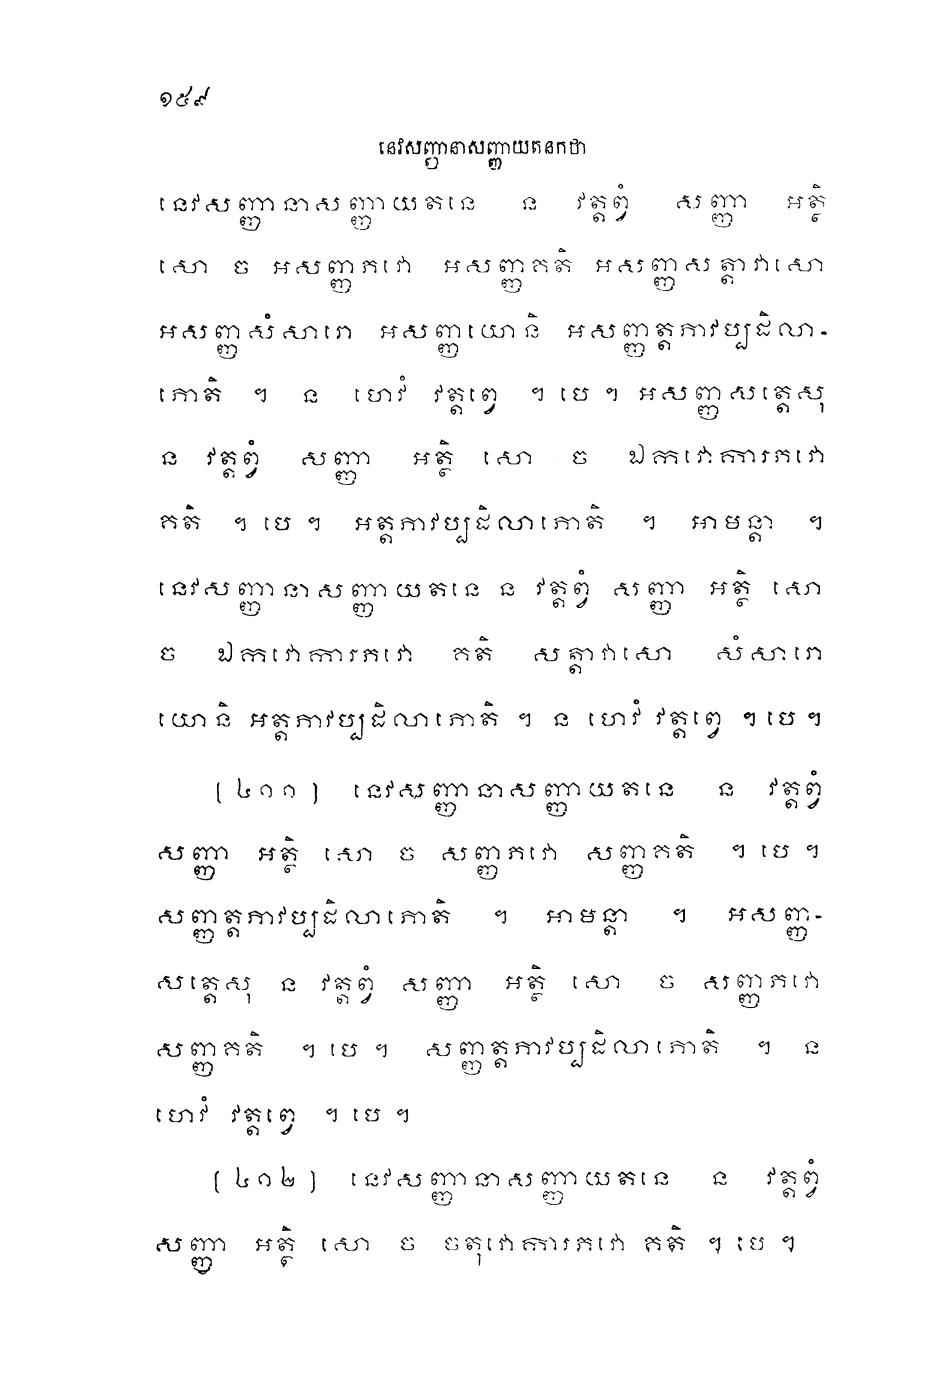 ១៥៩
នេវសញ្ញានាសញ្ញាយតនកថា
នេវសញ្ញានាសញ្ញាយតនេ ន វត្តព្វំ សញ្ញា អត្ថិ
សោ ច អសញ្ញភវោ អសញ្ញគតិ អសញ្ញសត្តាវាសោ
អសញ្ញសំសារោ អសញ្ញយោនិ អសញ្ញត្តភាវប្បដិលា-
ភោតិ ។ ន ហេវំ វត្តព្វេ ។ បេ ។ អសញ្ញសត្តេសុ
ន វត្តព្វំ សញ្ញា អត្ថិ សោ ច ឯកវោការភវោ
គតិ ។ បេ ។ អត្តភាវប្បដិលាភោតិ ។ អាមន្តា ។
នេវសញ្ញានាសញ្ញាយតនេ ន វត្តព្វំ សញ្ញា អត្ថិ សោ
ច ឯកវោការភវោ គតិ សត្តាវាសោ សំសារោ
យោនិ អត្តភាវប្បដិលាភោតិ ។ ន ហេវំ វត្តព្វេ ។ បេ ។
(៤១១) នេវសញ្ញានាសញ្ញាយតនេ ន វត្តព្វំ
សញ្ញា អត្ថិ សោ ច សញ្ញភវោ សញ្ញគតិ ។ បេ ។
សញ្ញត្តភាវប្បដិលាភោតិ ។ អាមន្តា ។ អសញ្ញ-
សត្តេសុ ន វត្តព្វំ សញ្ញា អត្ថិ សោ ច សញ្ញភវោ
សញ្ញគតិ ។ បេ ។ សញ្ញត្តភាវប្បដិលាភោតិ ។ ន
ហេវំ វត្តព្វេ ។ បេ ។
(៤១២) នេវសញ្ញានាសញ្ញាយតនេ ន វត្តព្វំ
សញ្ញា អត្ថិ សោ ច ចតុវោការភវោ គតិ ។ បេ ។